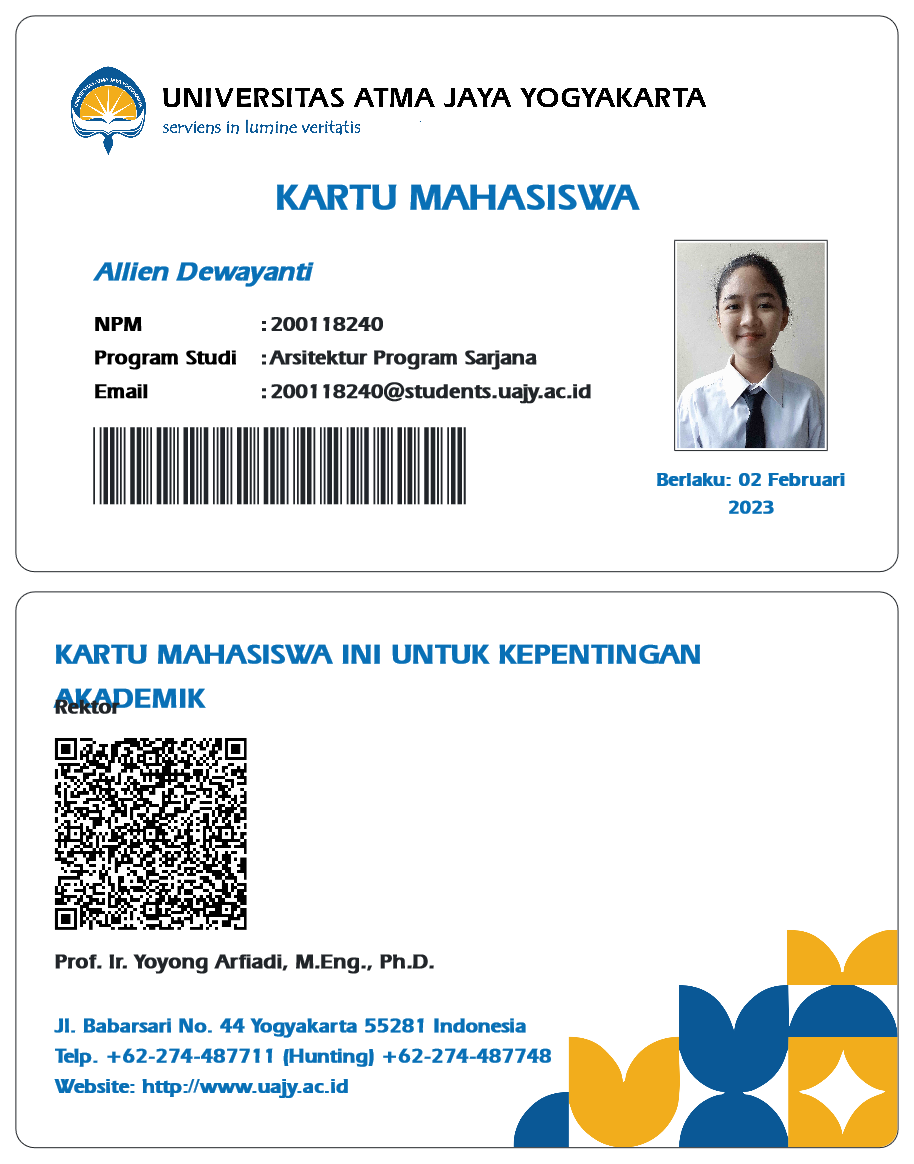 UNIVERSITAS ATMA JAYA YOGYAKARTA
serviens in lumine veritatis
KARTU MAHASISWA
Allien Dewayanti
NPM : 200118240
Program Studi : Arsitektur Program Sarjana
Email : 200118240@students.uajy.ac.id
Berlaku: 02 Februari
2023
KARTU MAHASISWA INI UNTUK KEPENTINGAN
AKADEMIK
Rektor
Prof. Ir. Yoyong Arfiadi, M.Eng., Ph.D.
Jl. Babarsari No. 44 Yogyakarta 55281 Indonesia
Telp. +62-274-487711 (Hunting) +62-274-487748
Website: http://www.uajy.ac.id